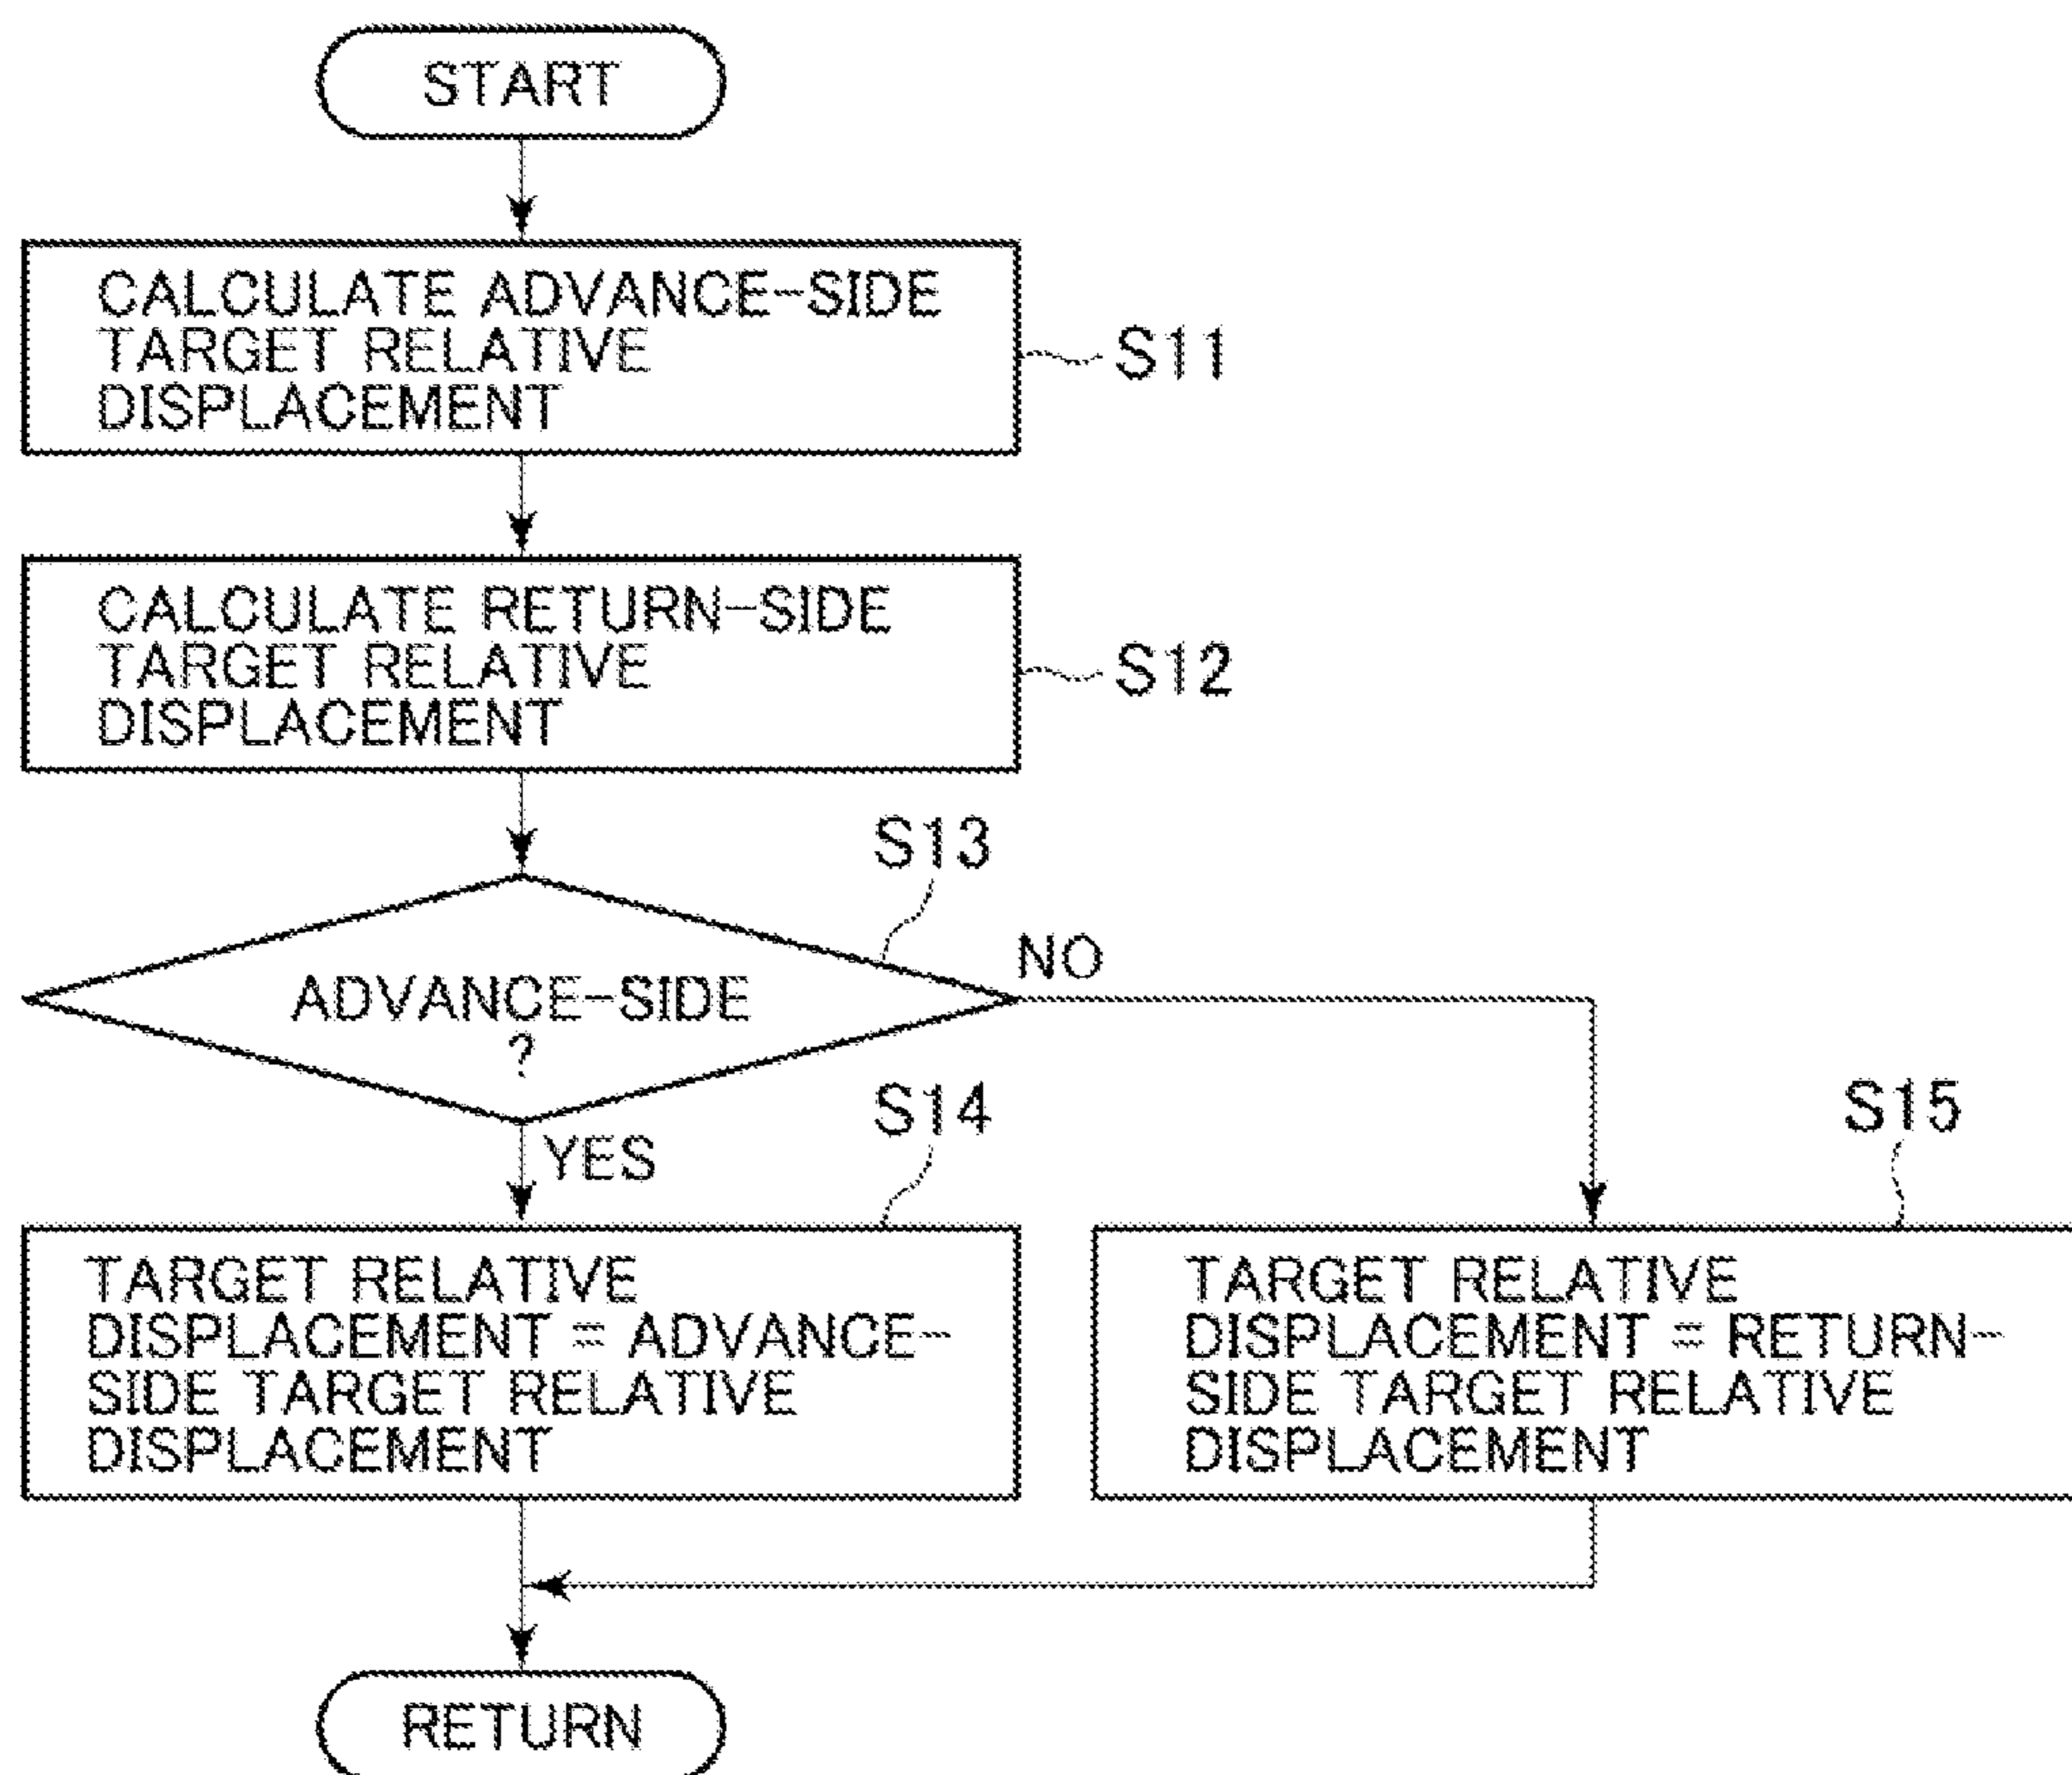 START
CALCULATE ADVANCE-SIDE
TARGET RELATIVE
DISPLACEMENT
S11
CALCULATE RETURN-SIDE
TARGET RELATIVE
DISPLACEMENT
S12
S13
ADVANCE-SIDE
?
NO
YES
S14
TARGET RELATIVE
DISPLACEMENT = ADVANCE-
SIDE TARGET RELATIVE
DISPLACEMENT
S15
TARGET RELATIVE
DISPLACEMENT = RETURN-
SIDE TARGET RELATIVE
DISPLACEMENT
RETURN